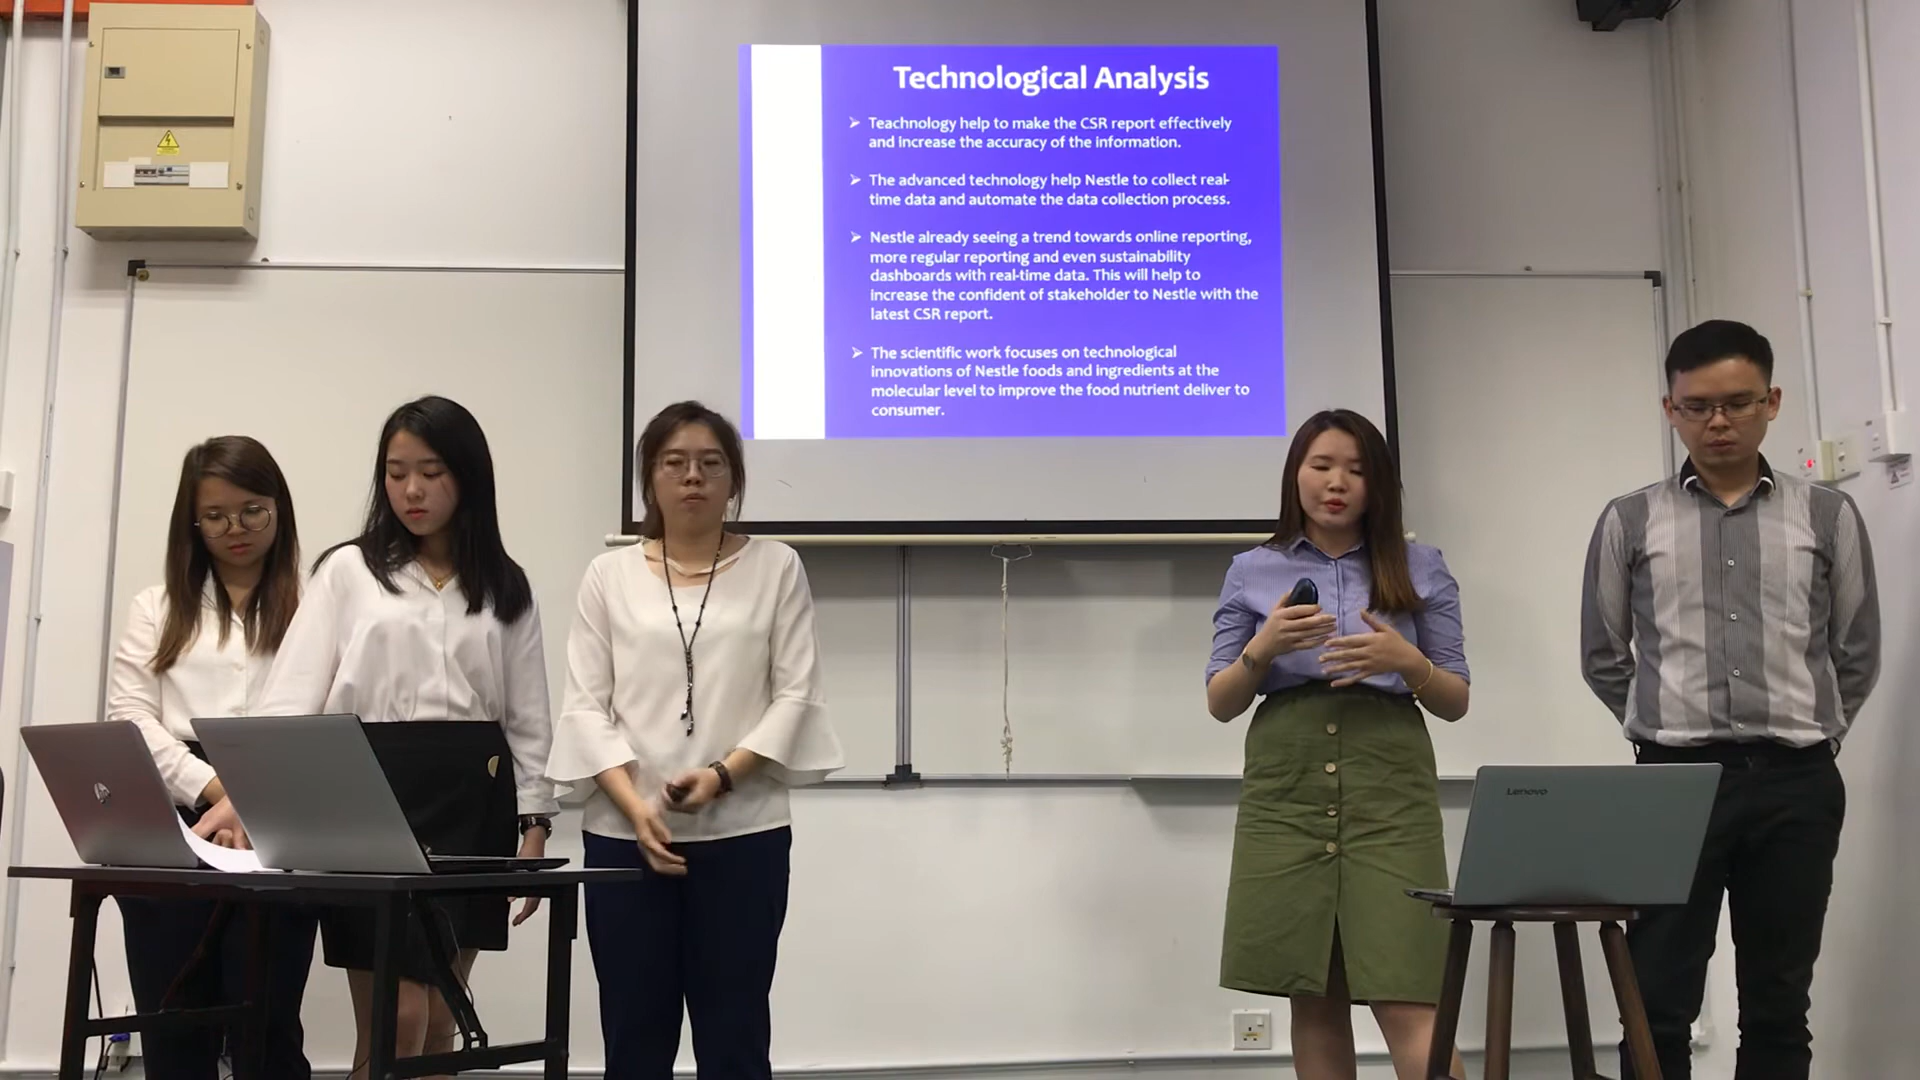 Technological Analysis
➢ Teachnology help to make the CSR report effectively
and increase the accuracy of the information.
➢ The advanced technology help Nestle to collect real-
time data and automate the data collection process.
➢ Nestle already seeing a trend towards online reporting,
more regular reporting and even sustainability
dashboards with real-time data. This will help to
increase the confident of stakeholder to Nestle with the
latest CSR report.
➢ The scientific work focuses on technological
innovations of Nestle foods and ingredients at the
molecular level to improve the food nutrient deliver to
consumer.
hp
Lenovo